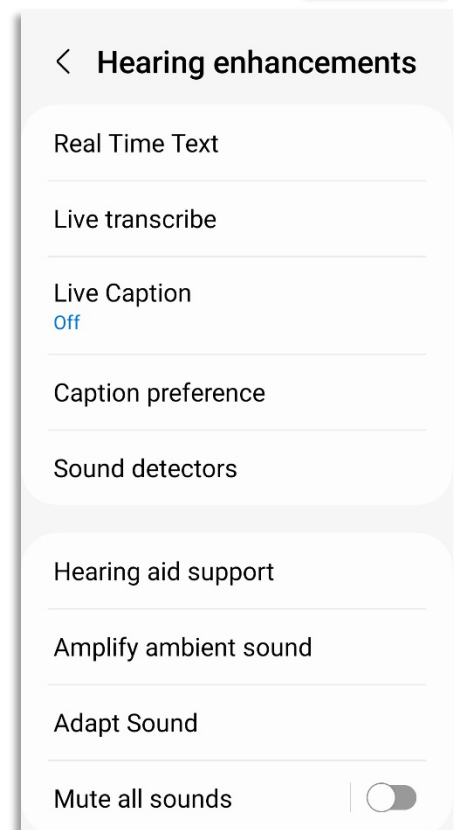 Hearing enhancements
Real Time Text
Live transcribe
Live Caption
Off
Caption preference
Sound detectors
Hearing aid support
Amplify ambient sound
Adapt Sound
Mute all sounds